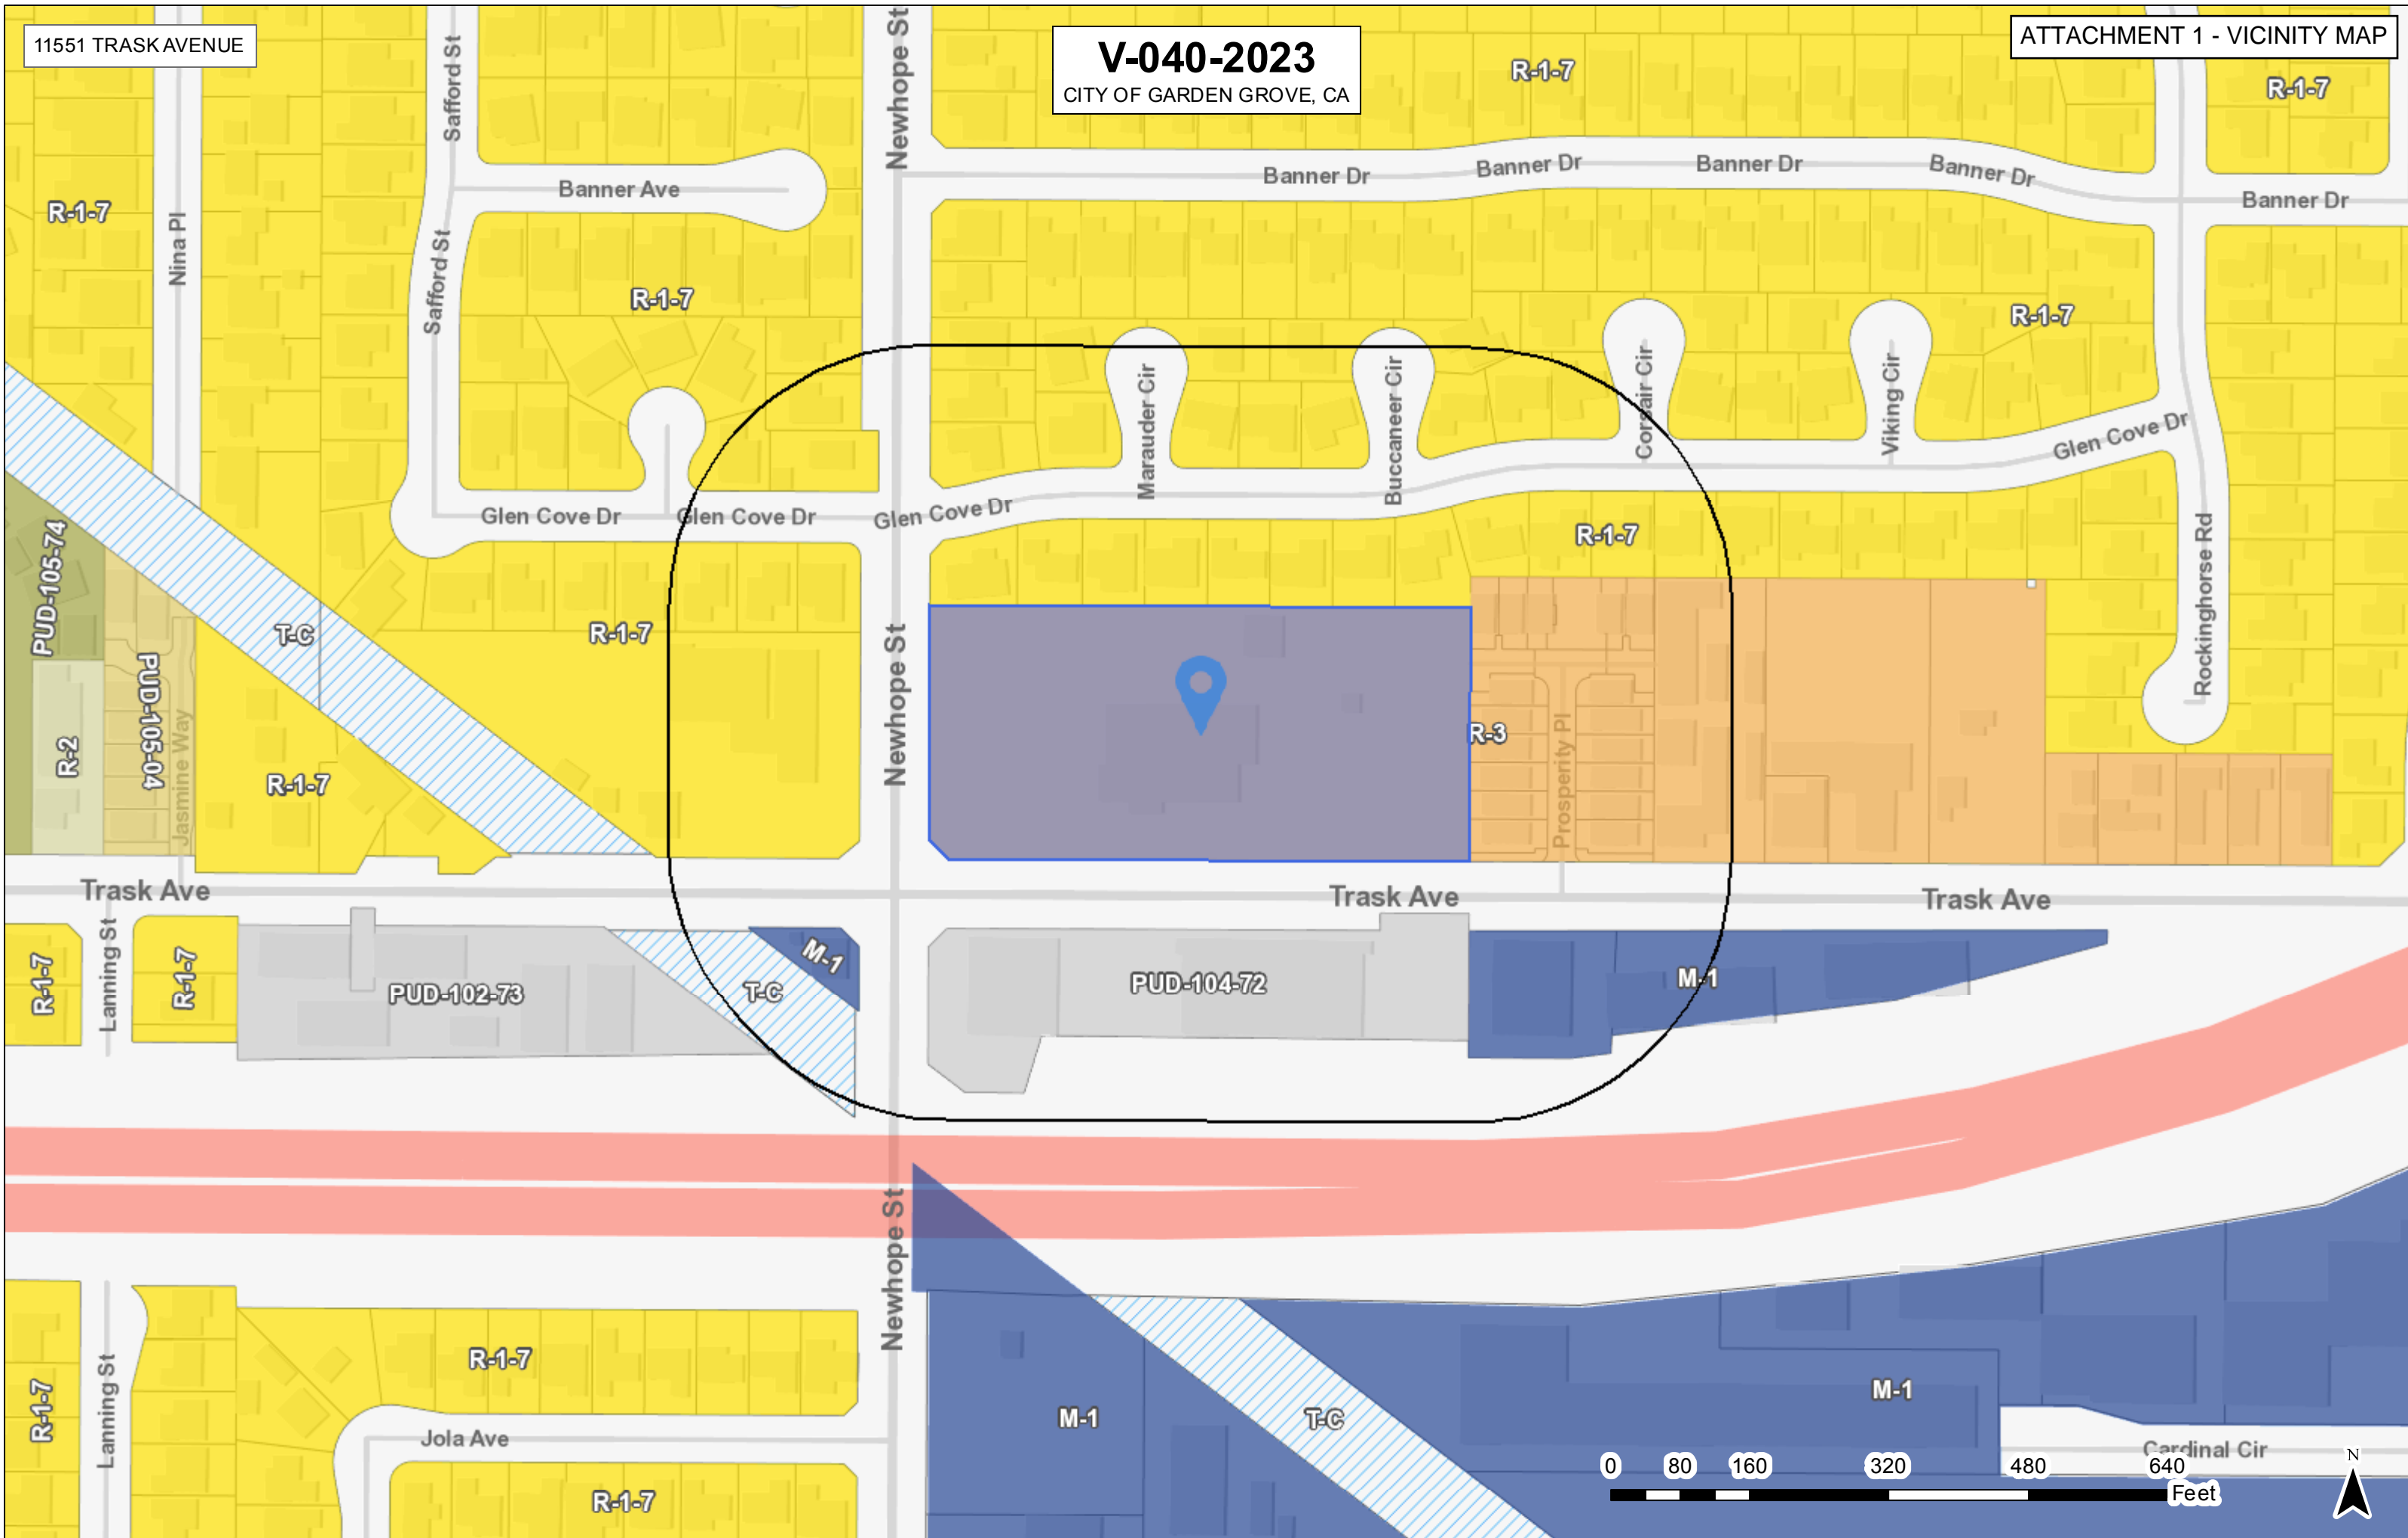 11551 TRASK AVENUE
V-040-2023
CITY OF GARDEN GROVE, CA
ATTACHMENT 1 - VICINITY MAP
Safford St
Newhope St
R-1-7
R-1-7
Banner Dr
Banner Dr
Banner Dr
Banner Dr
Banner Dr
Banner Ave
R-1-7
Nina Pl
Safford St
R-1-7
R-1-7
Marauder Cir
Buccaneer Cir
Corsair Cir
Viking Cir
Glen Cove Dr
Glen Cove Dr
Glen Cove Dr
Glen Cove Dr
R-1-7
PUD-105-74
T-C
R-1-7
Rockinghorse Rd
Newhope St
R-2
PUD-105-04
Jasmine Way
R-1-7
R-3
Prosperity Pl
Trask Ave
Trask Ave
Trask Ave
R-1-7
Lanning St
R-1-7
PUD-102-73
T-C
M-1
PUD-104-72
M-1
Newhope St
R-1-7
Lanning St
R-1-7
M-1
T-C
M-1
Jola Ave
R-1-7
Cardinal Cir
0 80 160 320 480 640
Feet
N